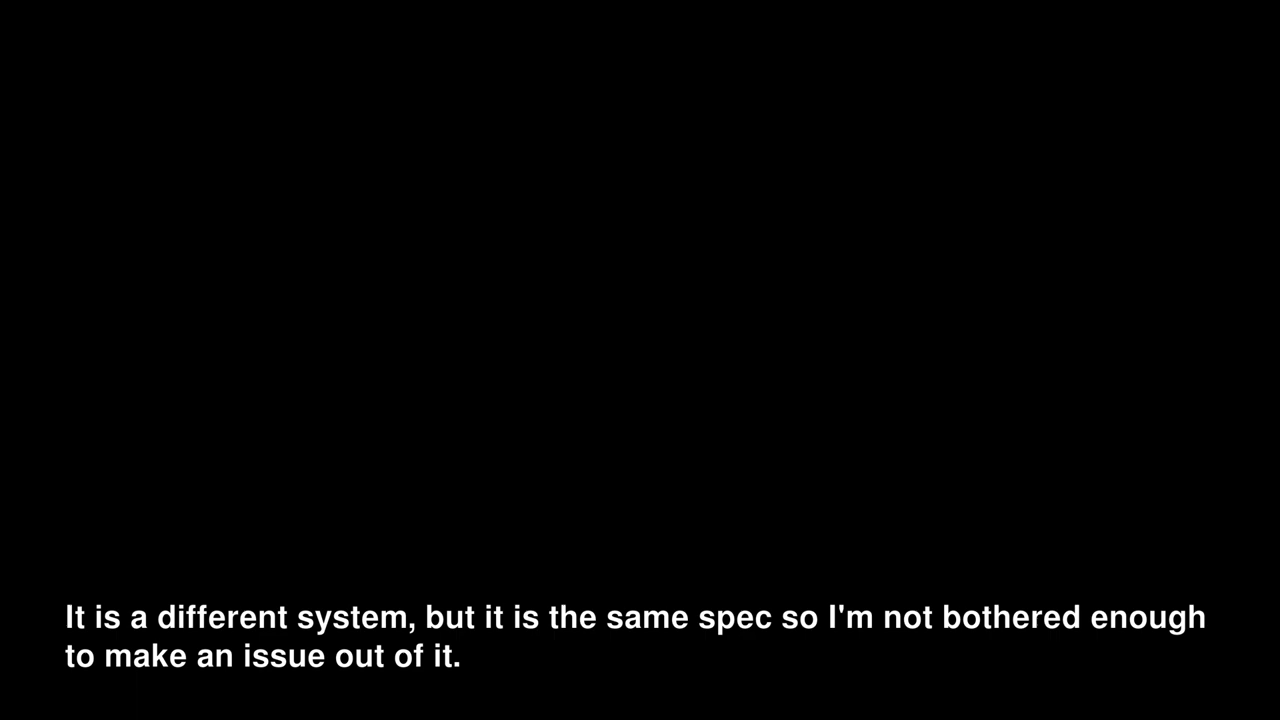 It is a different system, but it is the same spec so I'm not bothered enough
to make an issue out of it.